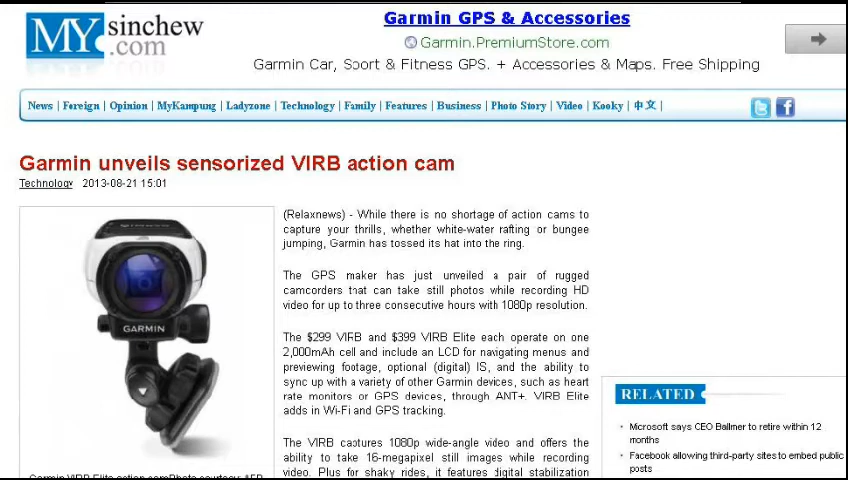 MY sinchew
.com
Garmin GPS & Accessories
Garmin.PremiumStore.com
Garmin Car, Sport & Fitness GPS. + Accessories & Maps. Free Shipping
News | Foreign | Opinion | MyKampung | Ladyzone | Technology | Family | Features | Business | Photo Story | Video | Kooky | 中文 |
Garmin unveils sensorized VIRB action cam
Technology 2013-08-21 15:01
GARMIN
(Relaxnews) - While there is no shortage of action cams to
capture your thrills, whether white-water rafting or bungee
jumping, Garmin has tossed its hat into the ring.
The GPS maker has just unveiled a pair of rugged
camcorders that can take still photos while recording HD
video for up to three consecutive hours with 1080p resolution.
The $299 VIRB and $399 VIRB Elite each operate on one
2,000mAh cell and include an LCD for navigating menus and
previewing footage, optional (digital) IS, and the ability to
sync up with a variety of other Garmin devices, such as heart
rate monitors or GPS devices, through ANT+. VIRB Elite
adds in Wi-Fi and GPS tracking.
The VIRB captures 1080p wide-angle video and offers the
ability to take 16-megapixel still images while recording
video. Plus for shaky rides, it features digital stabilization
Garmin VIRB Elite action camPhoto courtesy: AFP
RELATED
Microsoft says CEO Ballmer to retire within 12
months
Facebook allowing third-party sites to embed public
posts